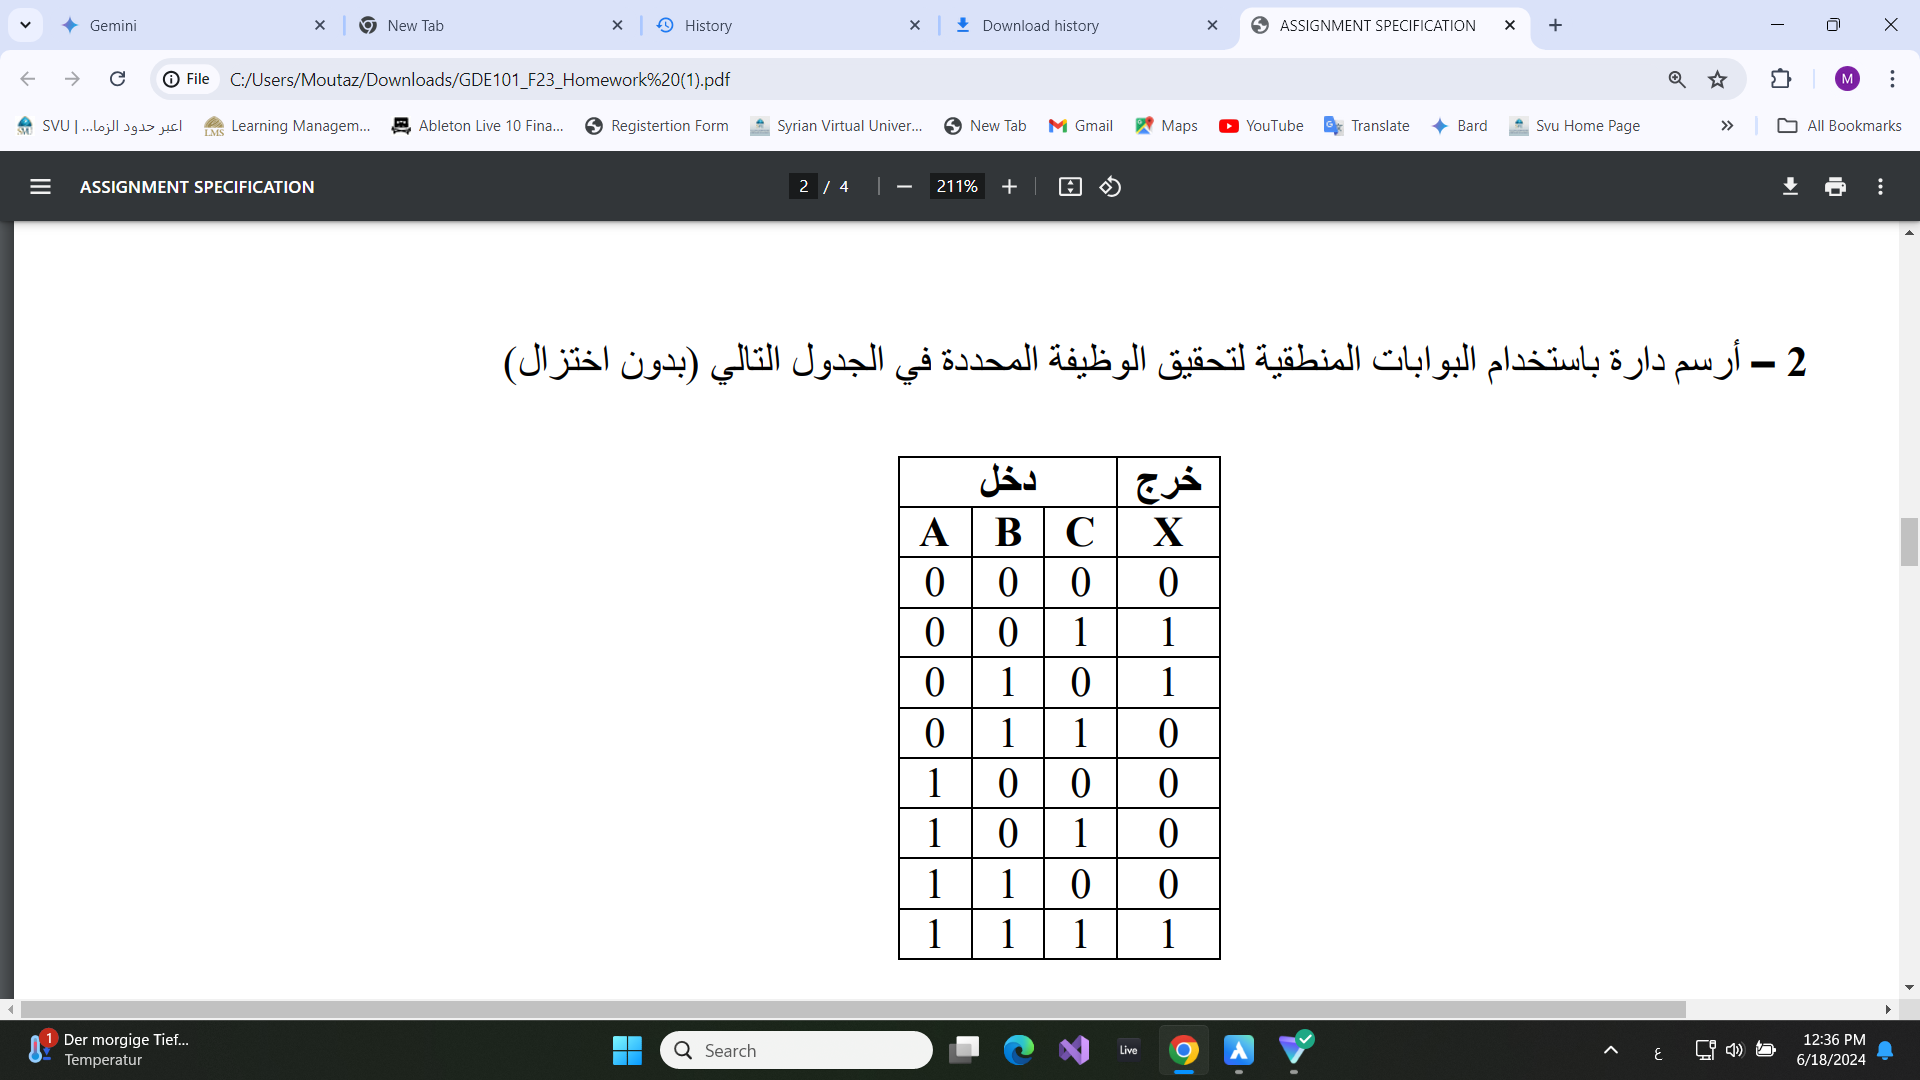 Gemini
New Tab
History
Download history
ASSIGNMENT SPECIFICATION
File
C:/Users/Moutaz/Downloads/GDE101_F23_Homework%20(1).pdf
M
SVU | ...اعبر حدود الزما
Learning Managem...
Ableton Live 10 Fina...
Registertion Form
Syrian Virtual Univer...
New Tab
Gmail
Maps
YouTube
Translate
Bard
Svu Home Page
All Bookmarks
ASSIGNMENT SPECIFICATION
2 / 4
211%
2 – أرسم دارة باستخدام البوابات المنطقية لتحقيق الوظيفة المحددة في الجدول التالي (بدون اختزال)
دخل خرج
A B C X
0 0 0 0
0 0 1 1
0 1 0 1
0 1 1 0
1 0 0 0
1 0 1 0
1 1 0 0
1 1 1 1
1
Der morgige Tief...
Temperatur
Search
Live
ع
12:36 PM
6/18/2024